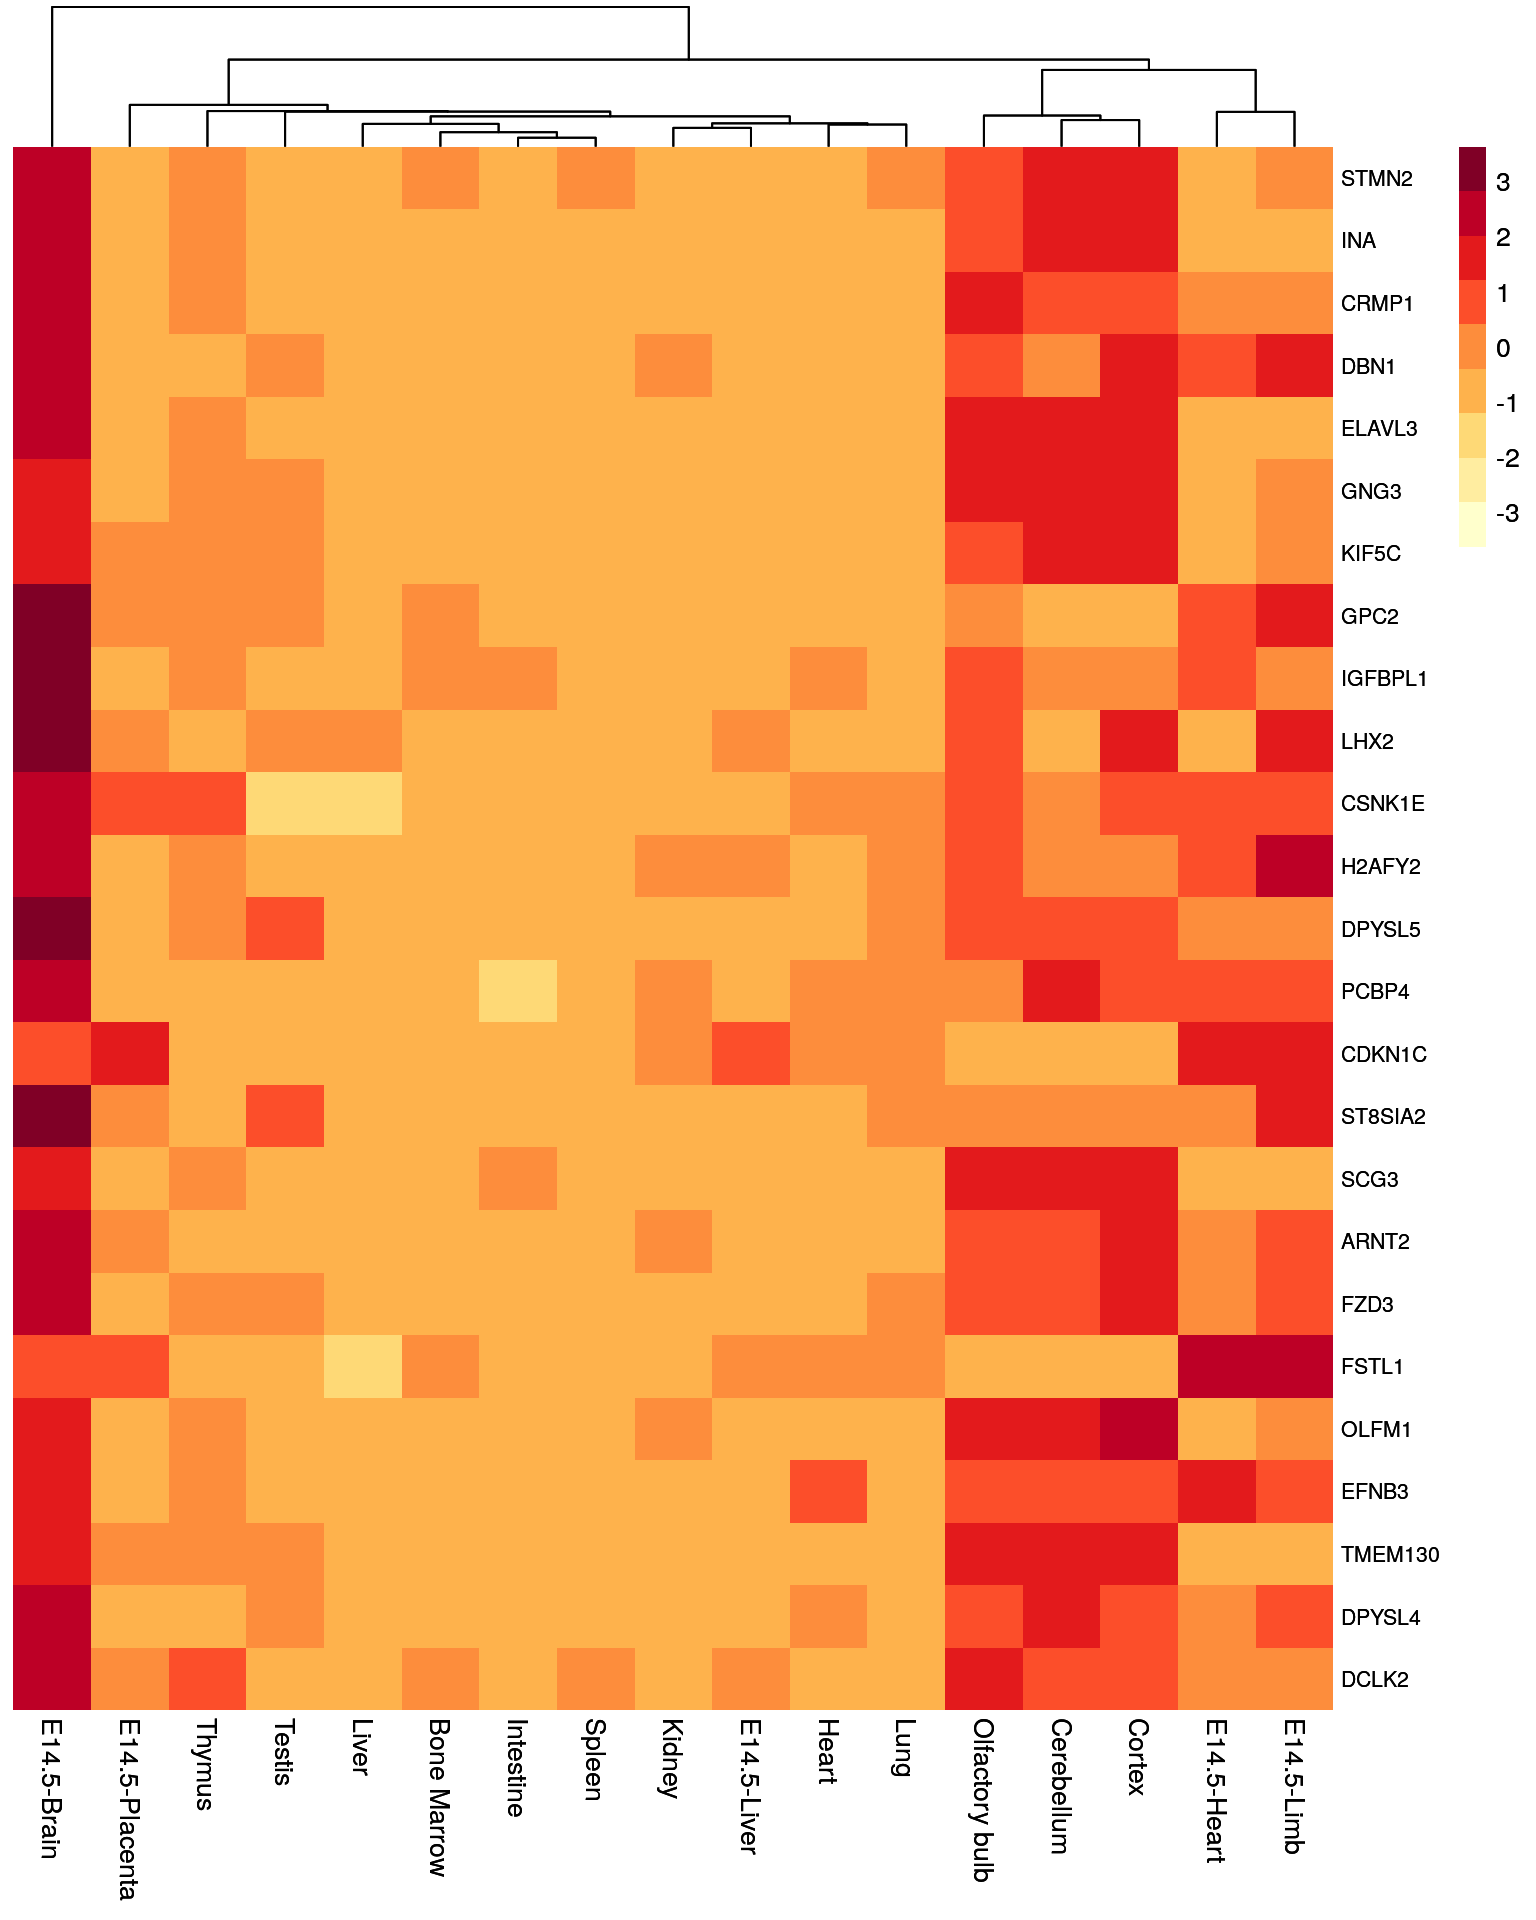 STMN2
INA
CRMP1
DBN1
ELAVL3
GNG3
KIF5C
GPC2
IGFBPL1
LHX2
CSNK1E
H2AFY2
DPYSL5
PCBP4
CDKN1C
ST8SIA2
SCG3
ARNT2
FZD3
FSTL1
OLFM1
EFNB3
TMEM130
DPYSL4
DCLK2
3
2
1
0
-1
-2
-3
E14.5-Brain
E14.5-Placenta
Thymus
Testis
Liver
Bone Marrow
Intestine
Spleen
Kidney
E14.5-Liver
Heart
Lung
Olfactory bulb
Cerebellum
Cortex
E14.5-Heart
E14.5-Limb